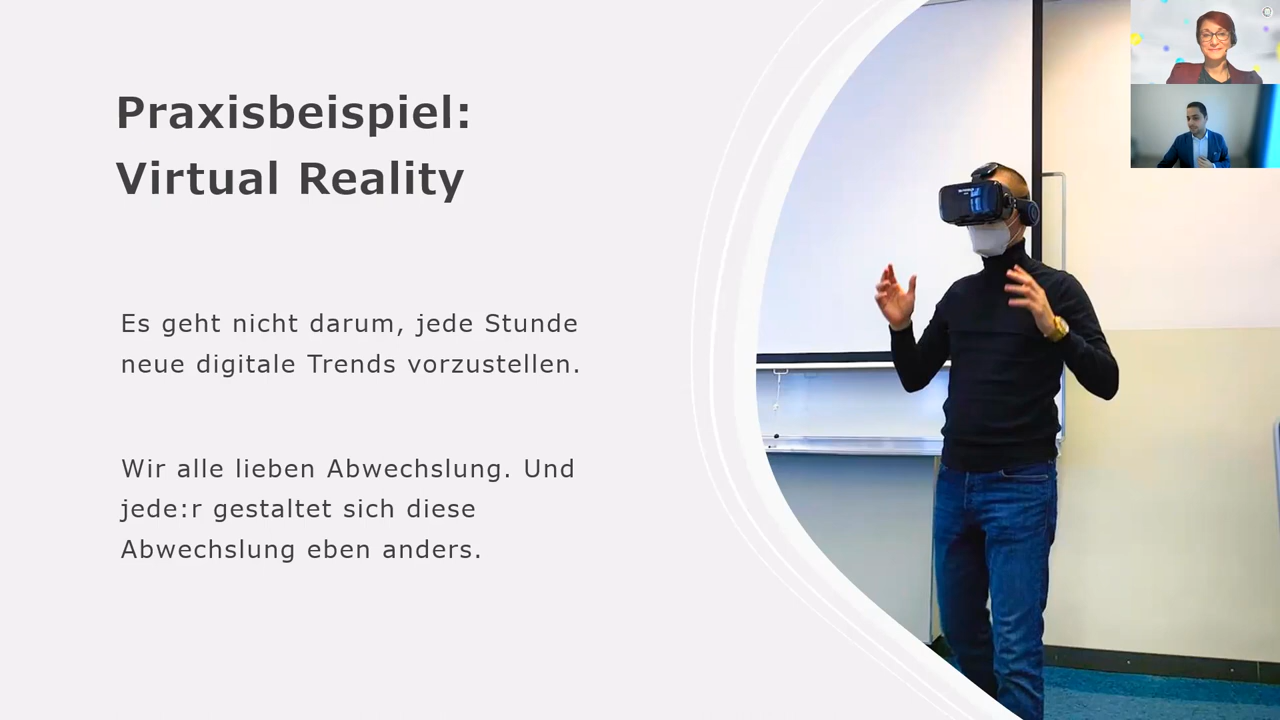 Praxisbeispiel:
Virtual Reality
Es geht nicht darum, jede Stunde
neue digitale Trends vorzustellen.
Wir alle lieben Abwechslung. Und
jede:r gestaltet sich diese
Abwechslung eben anders.